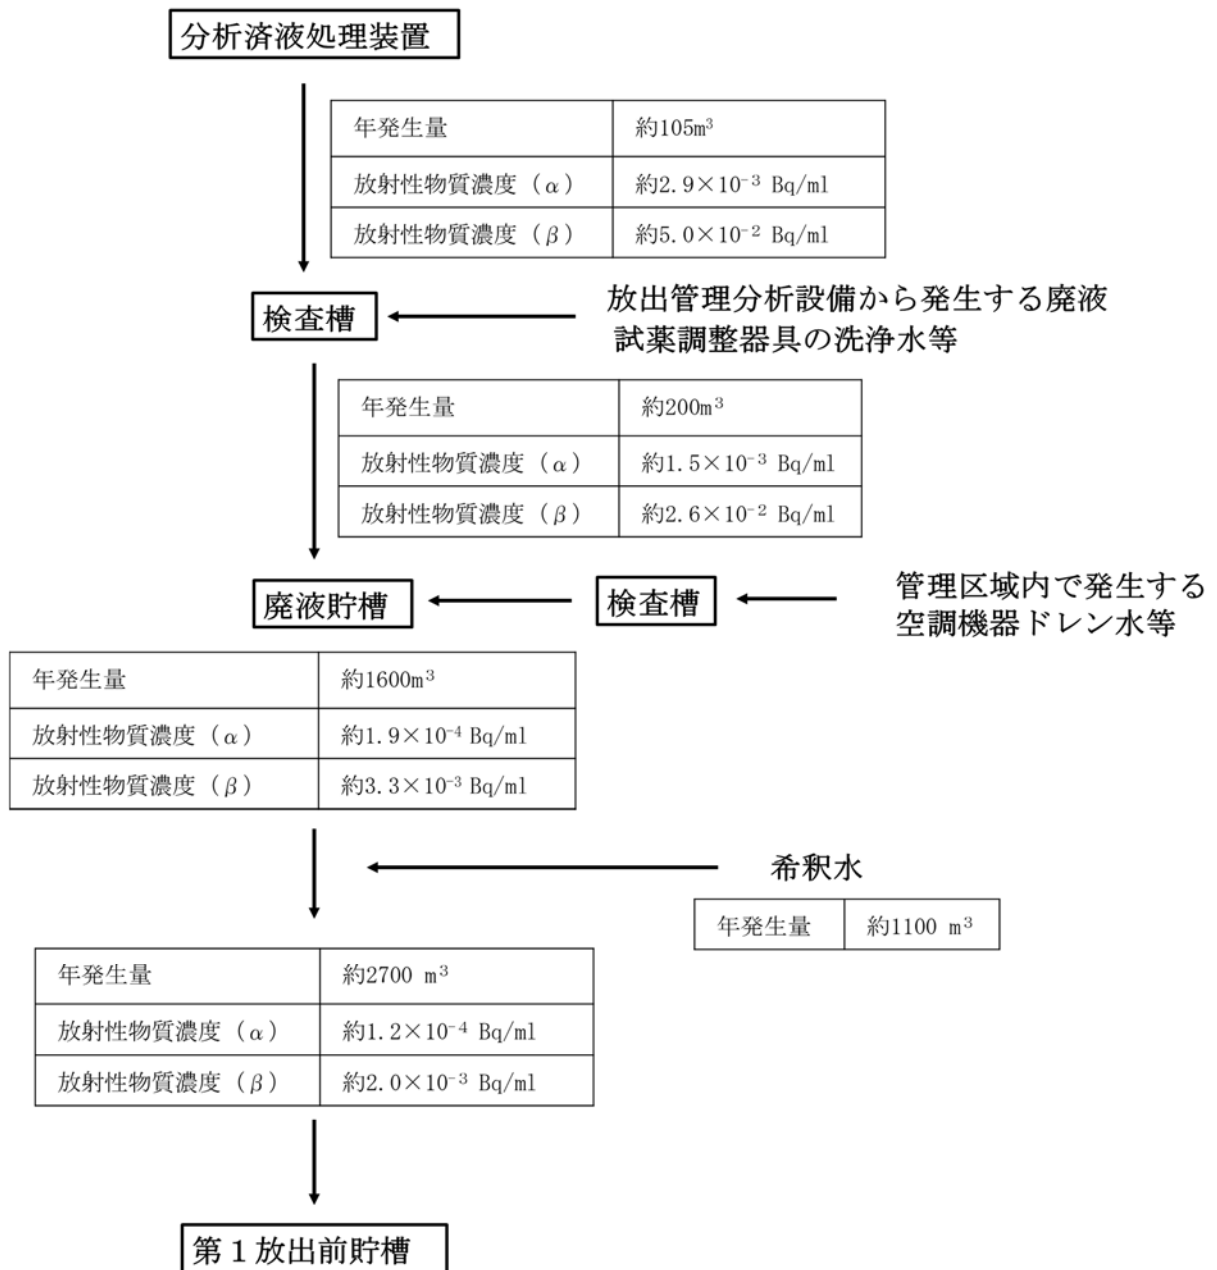 分析済液処理装置
年発生量 約105m³
放射性物質濃度（α） 約2.9×10⁻³ Bq/ml
放射性物質濃度（β） 約5.0×10⁻² Bq/ml
検査槽
放出管理分析設備から発生する廃液
試薬調整器具の洗浄水等
年発生量 約200m³
放射性物質濃度（α） 約1.5×10⁻³ Bq/ml
放射性物質濃度（β） 約2.6×10⁻² Bq/ml
廃液貯槽
検査槽
管理区域内で発生する
空調機器ドレン水等
年発生量 約1600m³
放射性物質濃度（α） 約1.9×10⁻⁴ Bq/ml
放射性物質濃度（β） 約3.3×10⁻³ Bq/ml
希釈水
年発生量 約1100 m³
年発生量 約2700 m³
放射性物質濃度（α） 約1.2×10⁻⁴ Bq/ml
放射性物質濃度（β） 約2.0×10⁻³ Bq/ml
第１放出前貯槽